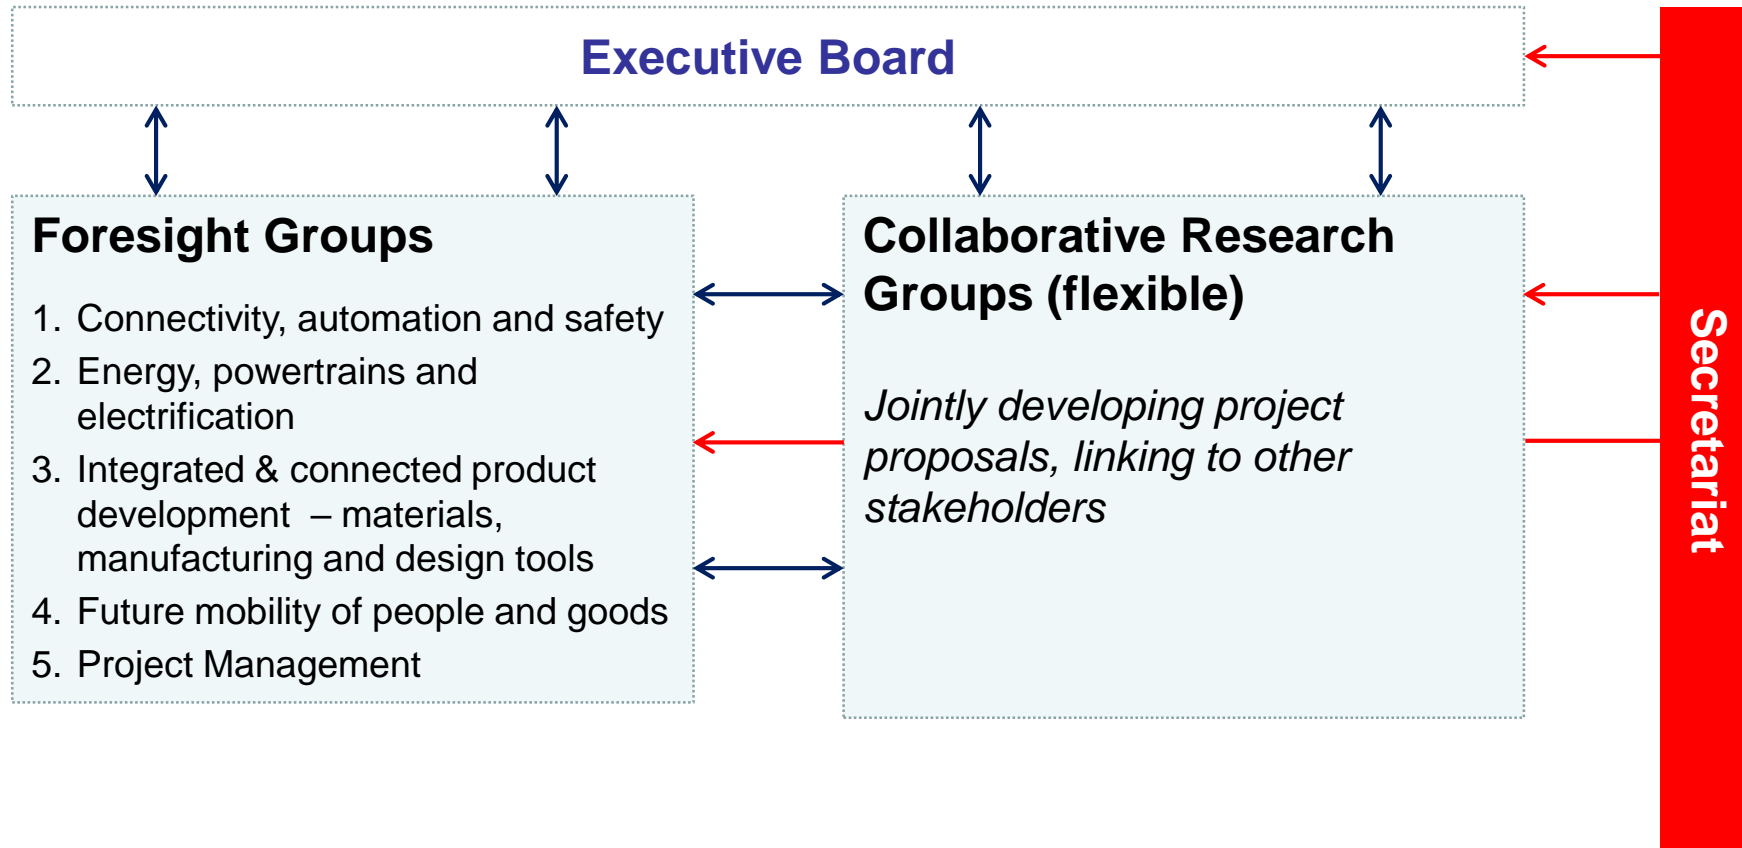 Executive Board
Foresight Groups
1. Connectivity, automation and safety
2. Energy, powertrains and
electrification
3. Integrated & connected product
development – materials,
manufacturing and design tools
4. Future mobility of people and goods
5. Project Management
Collaborative Research
Groups (flexible)
Jointly developing project
proposals, linking to other
stakeholders
Secretariat